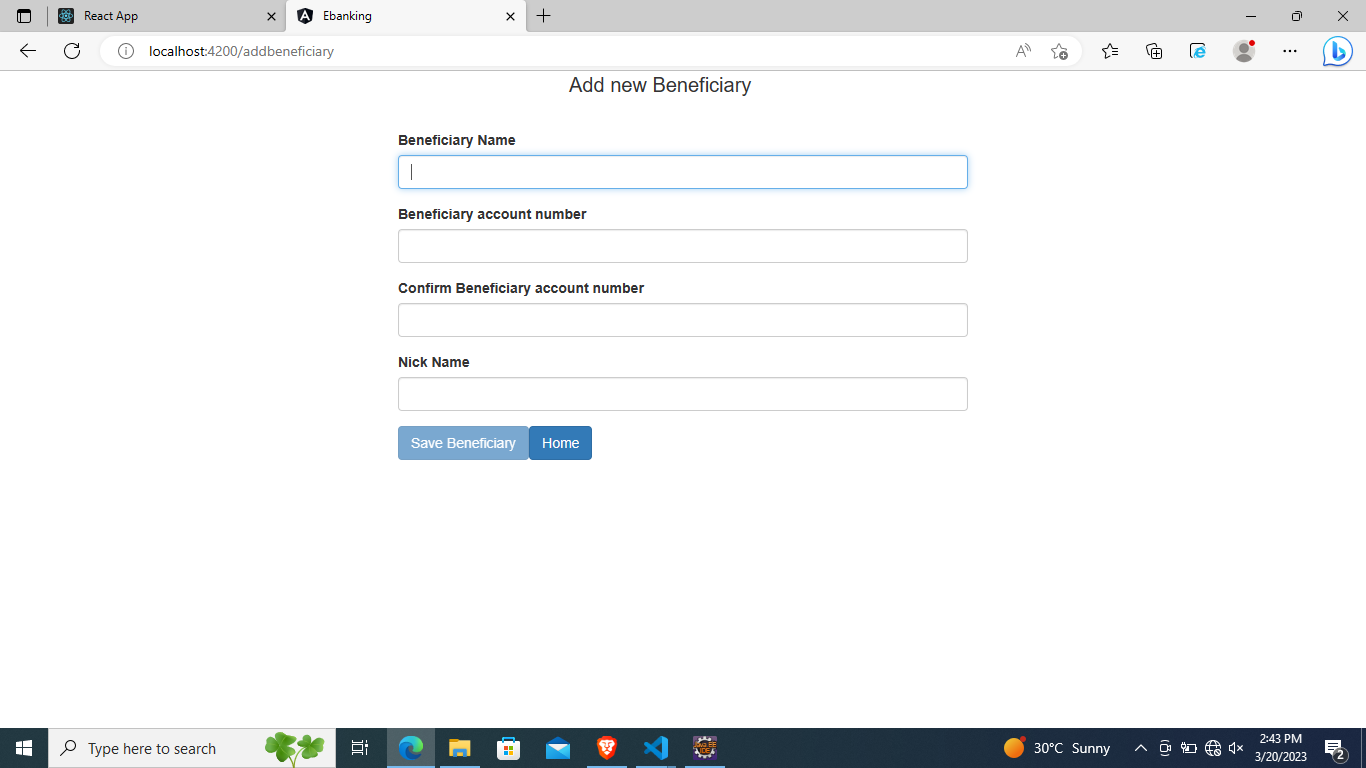 React App
Ebanking
localhost:4200/addbeneficiary
Add new Beneficiary
Beneficiary Name
Beneficiary account number
Confirm Beneficiary account number
Nick Name
Save Beneficiary Home
Type here to search
30°C Sunny
2:43 PM
3/20/2023
2